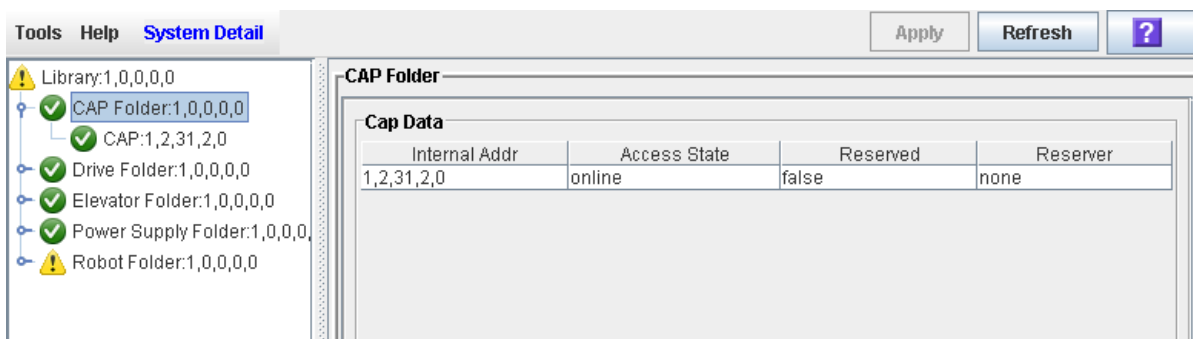 Tools Help System Detail Apply Refresh ?
Library:1,0,0,0,0
CAP Folder:1,0,0,0,0
CAP:1,2,31,2,0
Drive Folder:1,0,0,0,0
Elevator Folder:1,0,0,0,0
Power Supply Folder:1,0,0,0,
Robot Folder:1,0,0,0,0
CAP Folder
Cap Data
Internal Addr Access State Reserved Reserver
1,2,31,2,0 online false none